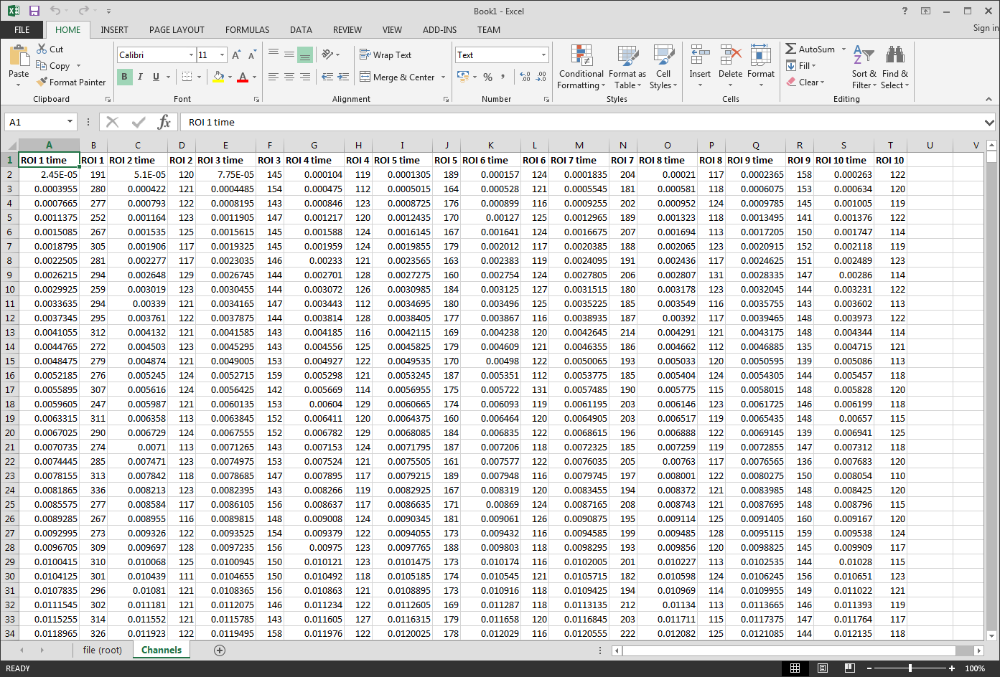 Book1 - Excel
?
Sign in
FILE HOME INSERT PAGE LAYOUT FORMULAS DATA REVIEW VIEW ADD-INS TEAM
Paste
Cut
Copy
Format Painter
Clipboard
Calibri 11
B I U
Font
Wrap Text
Merge & Center
Alignment
Text
%
Number
Conditional Formatting
Format as Table
Cell Styles
Styles
Insert
Delete
Format
Cells
AutoSum
Fill
Clear
Sort & Filter
Find & Select
Editing
A1 fx ROI 1 time
A B C D E F G H I J K L M N O P Q R S T U V
1 ROI 1 time ROI 1 ROI 2 time ROI 2 ROI 3 time ROI 3 ROI 4 time ROI 4 ROI 5 time ROI 5 ROI 6 time ROI 6 ROI 7 time ROI 7 ROI 8 time ROI 8 ROI 9 time ROI 9 ROI 10 time ROI 10
2 2.45E-05 191 5.1E-05 120 7.75E-05 145 0.000104 119 0.0001305 189 0.000157 124 0.0001835 204 0.00021 117 0.0002365 158 0.000263 122
3 0.0003955 280 0.000422 121 0.0004485 154 0.000475 112 0.0005015 164 0.000528 121 0.0005545 181 0.000581 118 0.0006075 153 0.000634 120
4 0.0007665 277 0.000793 122 0.0008195 143 0.000846 123 0.0008725 176 0.000899 116 0.0009255 202 0.000952 124 0.0009785 145 0.001005 119
5 0.0011375 252 0.001164 123 0.0011905 147 0.001217 120 0.0012435 170 0.00127 125 0.0012965 189 0.001323 118 0.0013495 141 0.001376 122
6 0.0015085 267 0.001535 125 0.0015615 145 0.001588 124 0.0016145 167 0.001641 124 0.0016675 207 0.001694 113 0.0017205 150 0.001747 114
7 0.0018795 305 0.001906 117 0.0019325 145 0.001959 124 0.0019855 179 0.002012 117 0.0020385 188 0.002065 123 0.0020915 152 0.002118 119
8 0.0022505 281 0.002277 117 0.0023035 146 0.00233 121 0.0023565 163 0.002383 119 0.0024095 191 0.002436 117 0.0024625 151 0.002489 123
9 0.0026215 294 0.002648 129 0.0026745 144 0.002701 128 0.0027275 160 0.002754 124 0.0027805 206 0.002807 131 0.0028335 147 0.00286 114
10 0.0029925 259 0.003019 123 0.0030455 144 0.003072 126 0.0030985 184 0.003125 127 0.0031515 180 0.003178 123 0.0032045 144 0.003231 122
11 0.0033635 294 0.00339 121 0.0034165 147 0.003443 112 0.0034695 180 0.003496 125 0.0035225 185 0.003549 116 0.0035755 143 0.003602 113
12 0.0037345 295 0.003761 122 0.0037875 144 0.003814 128 0.0038405 177 0.003867 116 0.0038935 187 0.00392 117 0.0039465 148 0.003973 122
13 0.0041055 312 0.004132 121 0.0041585 143 0.004185 116 0.0042115 169 0.004238 120 0.0042645 214 0.004291 121 0.0043175 148 0.004344 114
14 0.0044765 272 0.004503 123 0.0045295 143 0.004556 125 0.0045825 179 0.004609 121 0.0046355 186 0.004662 112 0.0046885 135 0.004715 121
15 0.0048475 279 0.004874 121 0.0049005 153 0.004927 122 0.0049535 170 0.00498 122 0.0050065 193 0.005033 120 0.0050595 139 0.005086 113
16 0.0052185 276 0.005245 124 0.0052715 159 0.005298 121 0.0053245 187 0.005351 112 0.0053775 185 0.005404 124 0.0054305 144 0.005457 118
17 0.0055895 307 0.005616 124 0.0056425 142 0.005669 114 0.0056955 175 0.005722 131 0.0057485 190 0.005775 115 0.0058015 148 0.005828 120
18 0.0059605 247 0.005987 121 0.0060135 153 0.00604 129 0.0060665 174 0.006093 119 0.0061195 203 0.006146 123 0.0061725 146 0.006199 118
19 0.0063315 311 0.006358 113 0.0063845 152 0.006411 120 0.0064375 160 0.006464 120 0.0064905 203 0.006517 119 0.0065435 148 0.00657 115
20 0.0067025 290 0.006729 124 0.0067555 152 0.006782 129 0.0068085 184 0.006835 122 0.0068615 196 0.006888 122 0.0069145 139 0.006941 125
21 0.0070735 274 0.0071 113 0.0071265 143 0.007153 124 0.0071795 187 0.007206 118 0.0072325 185 0.007259 119 0.0072855 147 0.007312 118
22 0.0074445 285 0.007471 123 0.0074975 153 0.007524 121 0.0075505 161 0.007577 122 0.0076035 205 0.00763 117 0.0076565 136 0.007683 120
23 0.0078155 313 0.007842 118 0.0078685 147 0.007895 117 0.0079215 189 0.007948 116 0.0079745 197 0.008001 122 0.0080275 150 0.008054 110
24 0.0081865 336 0.008213 123 0.0082395 143 0.008266 119 0.0082925 167 0.008319 120 0.0083455 194 0.008372 121 0.0083985 148 0.008425 120
25 0.0085575 277 0.008584 117 0.0086105 156 0.008637 117 0.0086635 171 0.00869 124 0.0087165 208 0.008743 121 0.0087695 148 0.008796 115
26 0.0089285 267 0.008955 116 0.0089815 148 0.009008 124 0.0090345 181 0.009061 126 0.0090875 195 0.009114 125 0.0091405 160 0.009167 120
27 0.0092995 273 0.009326 122 0.0093525 154 0.009379 122 0.0094055 173 0.009432 116 0.0094585 199 0.009485 128 0.0095115 159 0.009538 124
28 0.0096705 309 0.009697 128 0.0097235 156 0.00975 123 0.0097765 188 0.009803 118 0.0098295 193 0.009856 120 0.0098825 145 0.009909 117
29 0.0100415 310 0.010068 125 0.0100945 150 0.010121 123 0.0101475 173 0.010174 116 0.0102005 201 0.010227 113 0.0102535 144 0.01028 115
30 0.0104125 301 0.010439 111 0.0104655 150 0.010492 118 0.0105185 174 0.010545 121 0.0105715 182 0.010598 124 0.0106245 156 0.010651 123
31 0.0107835 296 0.01081 121 0.0108365 156 0.010863 121 0.0108895 173 0.010916 118 0.0109425 194 0.010969 114 0.0109955 149 0.011022 121
32 0.0111545 302 0.011181 121 0.0112075 146 0.011234 122 0.0112605 169 0.011287 118 0.0113135 212 0.01134 113 0.0113665 146 0.011393 119
33 0.0115255 314 0.011552 121 0.0115785 143 0.011605 127 0.0116315 179 0.011658 120 0.0116845 203 0.011711 115 0.0117375 147 0.011764 117
34 0.0118965 326 0.011923 122 0.0119495 158 0.011976 122 0.0120025 178 0.012029 116 0.0120555 222 0.012082 125 0.0121085 144 0.012135 118
file (root) Channels
READY 100%